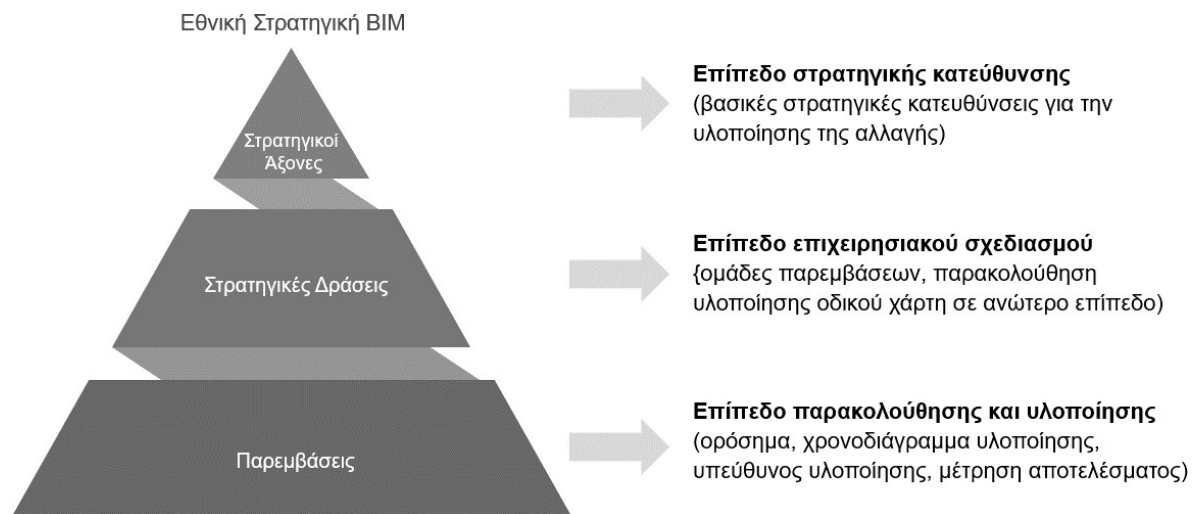 Εθνική Στρατηγική BIM
Στρατηγικοί
Άξονες
Επίπεδο στρατηγικής κατεύθυνσης
(βασικές στρατηγικές κατευθύνσεις για την
υλοποίησης της αλλαγής)
Στρατηγικές Δράσεις
Επίπεδο επιχειρησιακού σχεδιασμού
{ομάδες παρεμβάσεων, παρακολούθηση
υλοποίησης οδικού χάρτη σε ανώτερο επίπεδο)
Παρεμβάσεις
Επίπεδο παρακολούθησης και υλοποίησης
(ορόσημα, χρονοδιάγραμμα υλοποίησης,
υπεύθυνος υλοποίησης, μέτρηση αποτελέσματος)